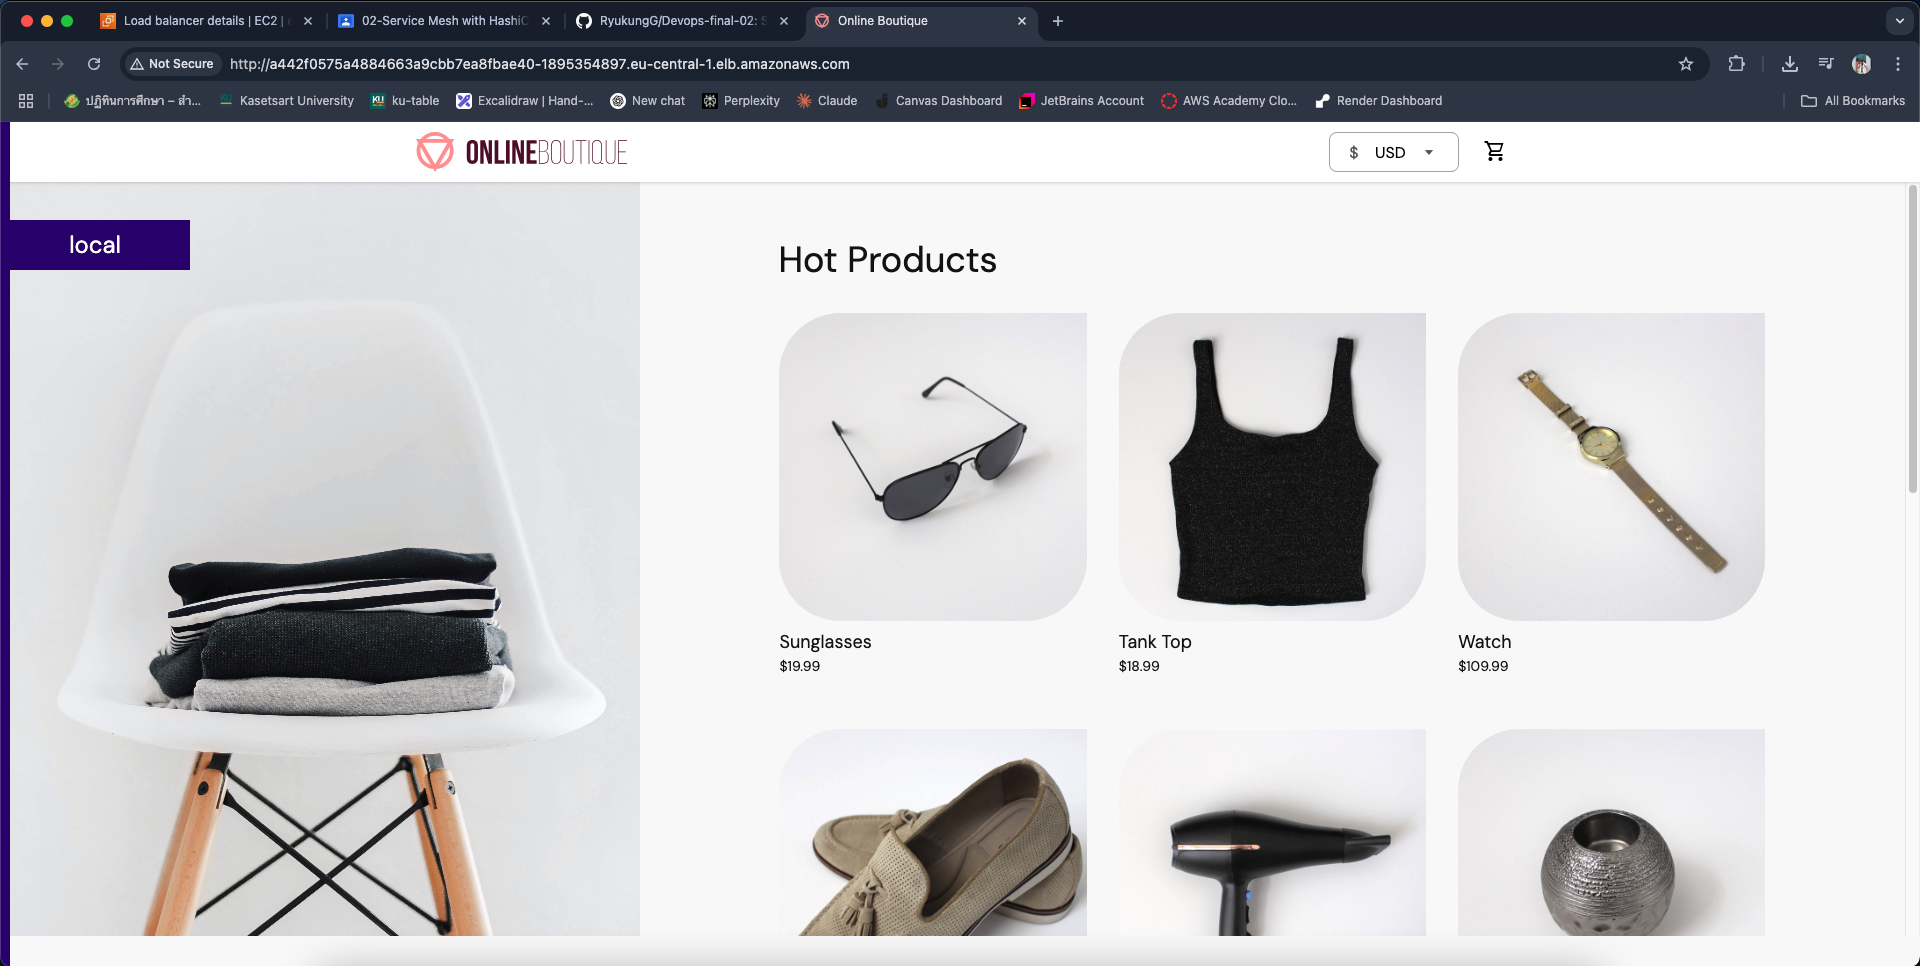 Load balancer details | EC2 |
02-Service Mesh with HashiC
RyukungG/Devops-final-02: S
Online Boutique
Not Secure
http://a442f0575a4884663a9cbb7ea8fbae40-1895354897.eu-central-1.elb.amazonaws.com
ปฏิทินการศึกษา – สำ...
Kasetsart University
KU
ku-table
Excalidraw | Hand-...
New chat
Perplexity
Claude
Canvas Dashboard
JetBrains Account
AWS Academy Clo...
Render Dashboard
All Bookmarks
ONLINEBOUTIQUE
$ USD
local
Hot Products
Sunglasses
$19.99
Tank Top
$18.99
Watch
$109.99